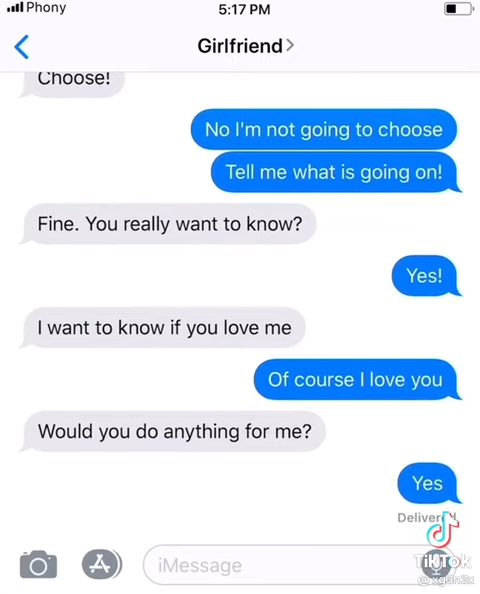 Phony
5:17 PM
Girlfriend
Choose!
No I'm not going to choose
Tell me what is going on!
Fine. You really want to know?
Yes!
I want to know if you love me
Of course I love you
Would you do anything for me?
Yes
Delivered
iMessage
TikTok